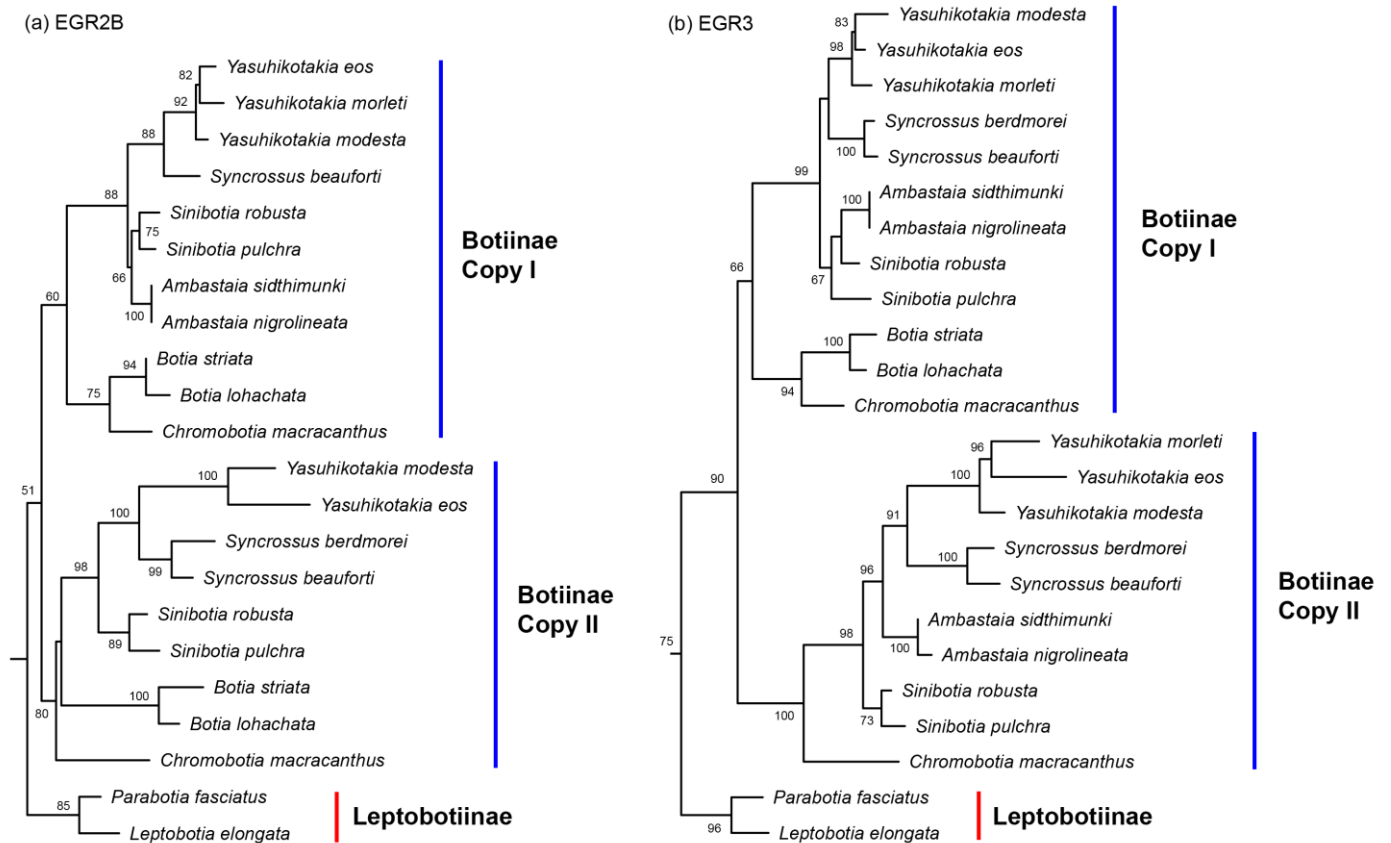 (a) EGR2B
82
Yasuhikotakia eos
92
Yasuhikotakia morleti
88
Yasuhikotakia modesta
Syncrossus beauforti
88
Sinibotia robusta
75
Sinibotia pulchra
66
Ambastaia sidthimunki
100
Ambastaia nigrolineata
60
94
Botia striata
75
Botia lohachata
Chromobotia macracanthus
Botiinae
Copy I
51
100
Yasuhikotakia modesta
Yasuhikotakia eos
100
Syncrossus berdmorei
99
Syncrossus beauforti
98
Sinibotia robusta
89
Sinibotia pulchra
100
Botia striata
Botia lohachata
80
Chromobotia macracanthus
Botiinae
Copy II
85
Parabotia fasciatus
Leptobotia elongata
Leptobotiinae
(b) EGR3
83
Yasuhikotakia modesta
98
Yasuhikotakia eos
Yasuhikotakia morleti
Syncrossus berdmorei
100
Syncrossus beauforti
99
Ambastaia sidthimunki
100
Ambastaia nigrolineata
Sinibotia robusta
67
Sinibotia pulchra
66
Botia striata
100
Botia lohachata
94
Chromobotia macracanthus
Botiinae
Copy I
90
96
Yasuhikotakia morleti
100
Yasuhikotakia eos
Yasuhikotakia modesta
91
Syncrossus berdmorei
100
Syncrossus beauforti
96
Ambastaia sidthimunki
100
Ambastaia nigrolineata
98
Sinibotia robusta
73
Sinibotia pulchra
100
Chromobotia macracanthus
Botiinae
Copy II
75
Parabotia fasciatus
96
Leptobotia elongata
Leptobotiinae